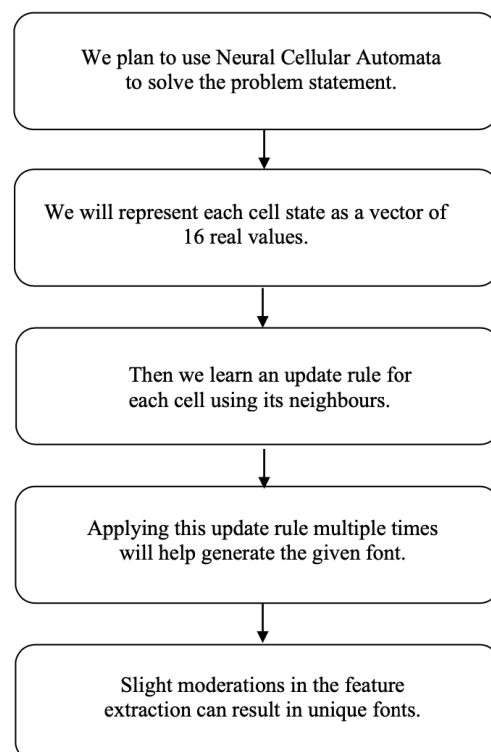 We plan to use Neural Cellular Automata
to solve the problem statement.
We will represent each cell state as a vector of
16 real values.
Then we learn an update rule for
each cell using its neighbours.
Applying this update rule multiple times
will help generate the given font.
Slight moderations in the feature
extraction can result in unique fonts.